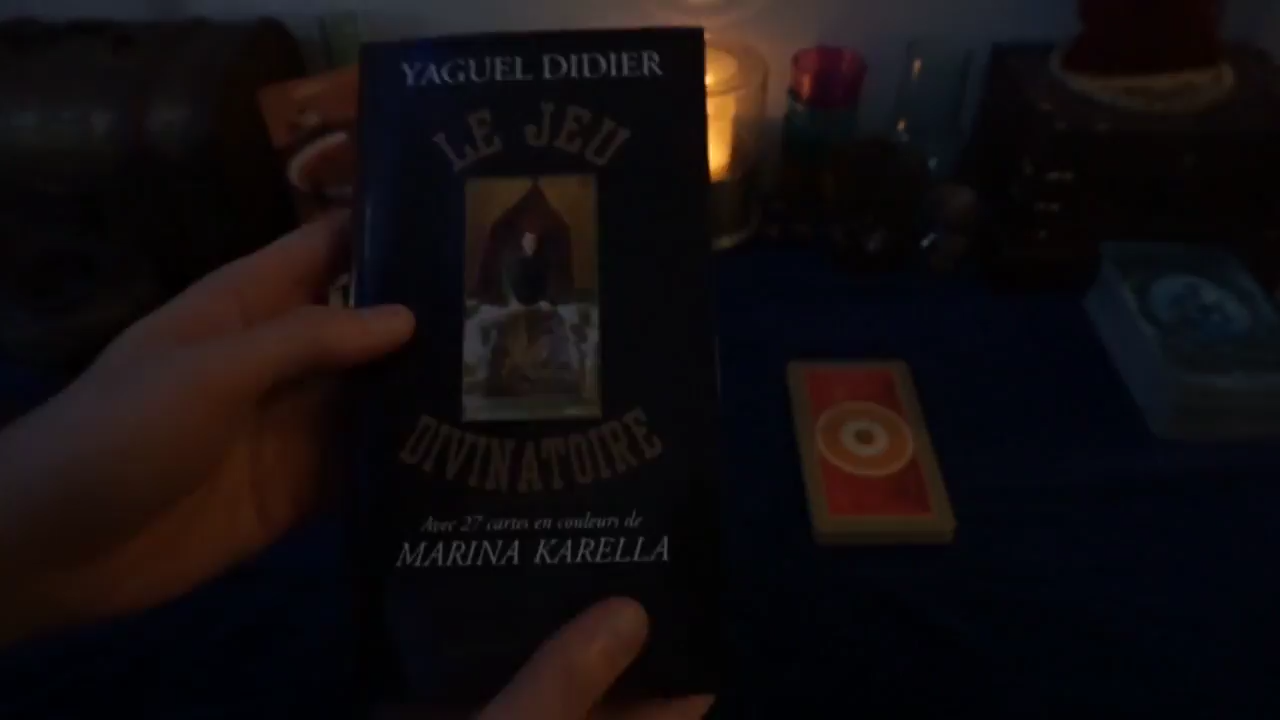 YAGUEL DIDIER
LE JEU
DIVINATOIRE
Avec 27 cartes en couleurs de
MARINA KARELLA